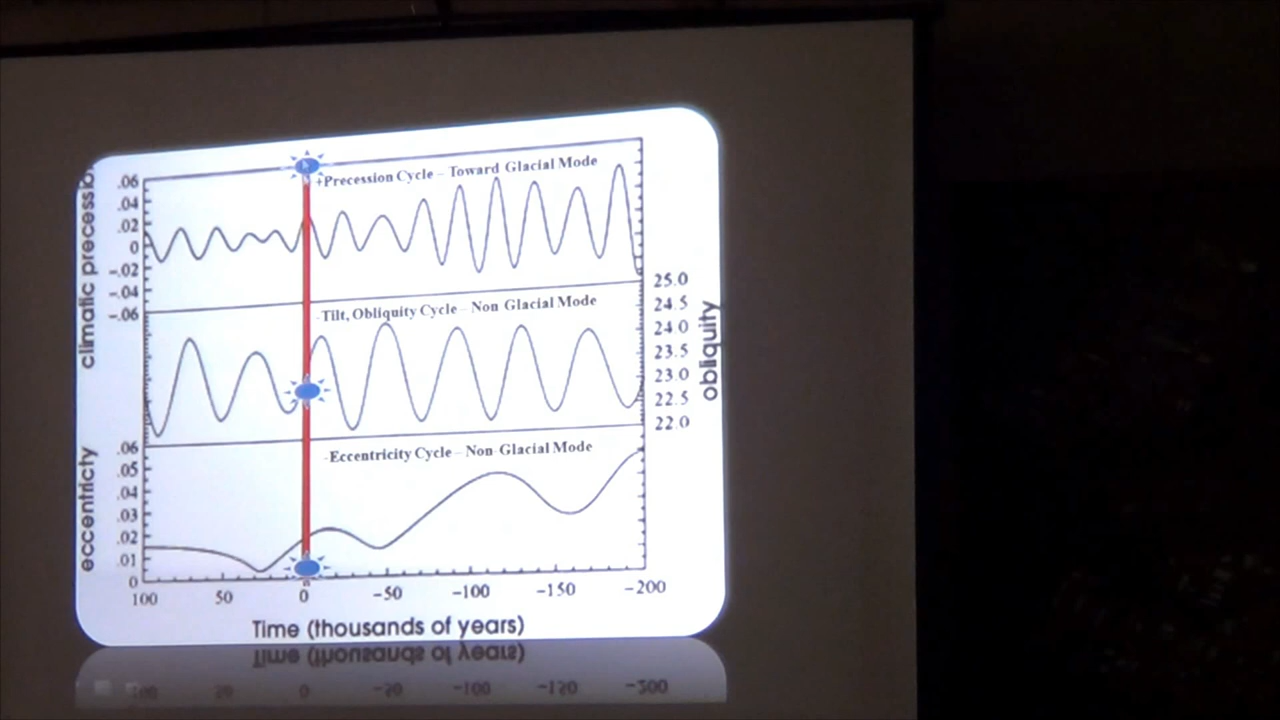 climatic precession
.06
.04
.02
0
-.02
-.04
-.06
+Precession Cycle - Toward Glacial Mode
-Tilt, Obliquity Cycle - Non Glacial Mode
25.0
24.5
24.0
23.5
23.0
22.5
22.0
obliquity
eccentricty
.06
.05
.04
.03
.02
.01
0
-Eccentricity Cycle - Non-Glacial Mode
100 50 0 -50 -100 -150 -200
Time (thousands of years)